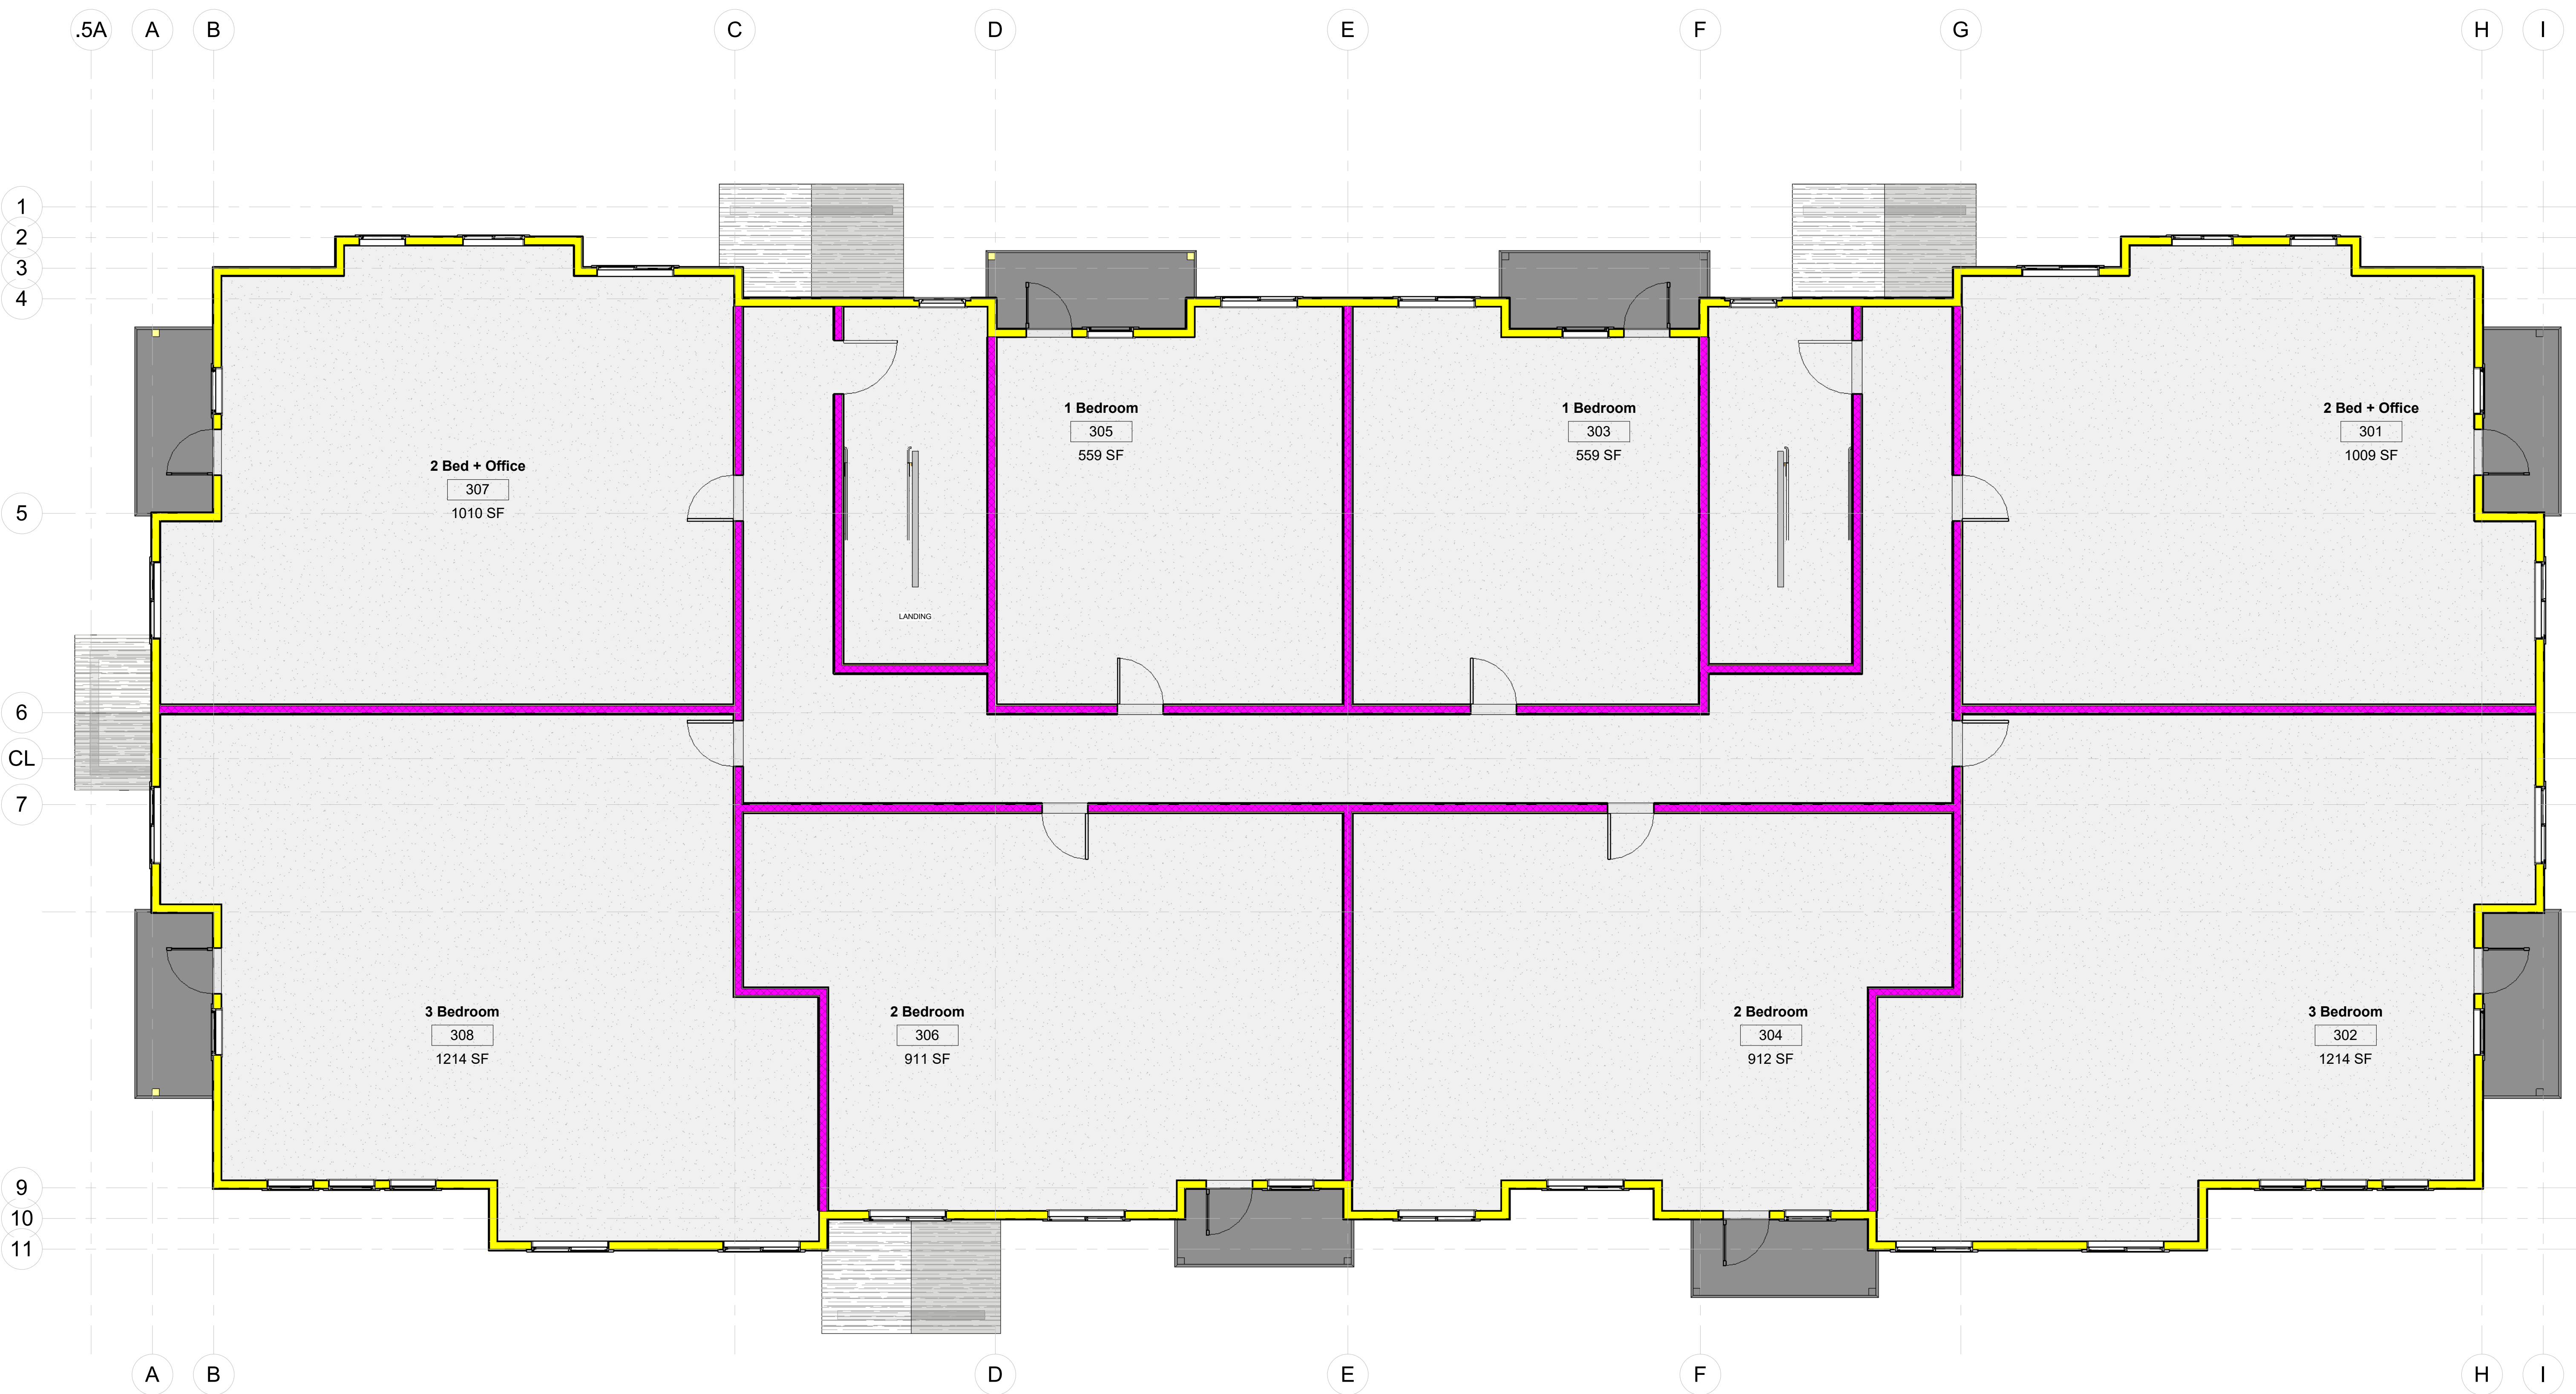 .5A
A
B
C
D
E
F
G
H
I
1
2
3
4
1 Bedroom
305
559 SF
1 Bedroom
303
559 SF
2 Bed + Office
301
1009 SF
2 Bed + Office
307
1010 SF
5
LANDING
6
CL
7
3 Bedroom
308
1214 SF
2 Bedroom
306
911 SF
2 Bedroom
304
912 SF
3 Bedroom
302
1214 SF
9
10
11
A
B
D
E
F
H
I